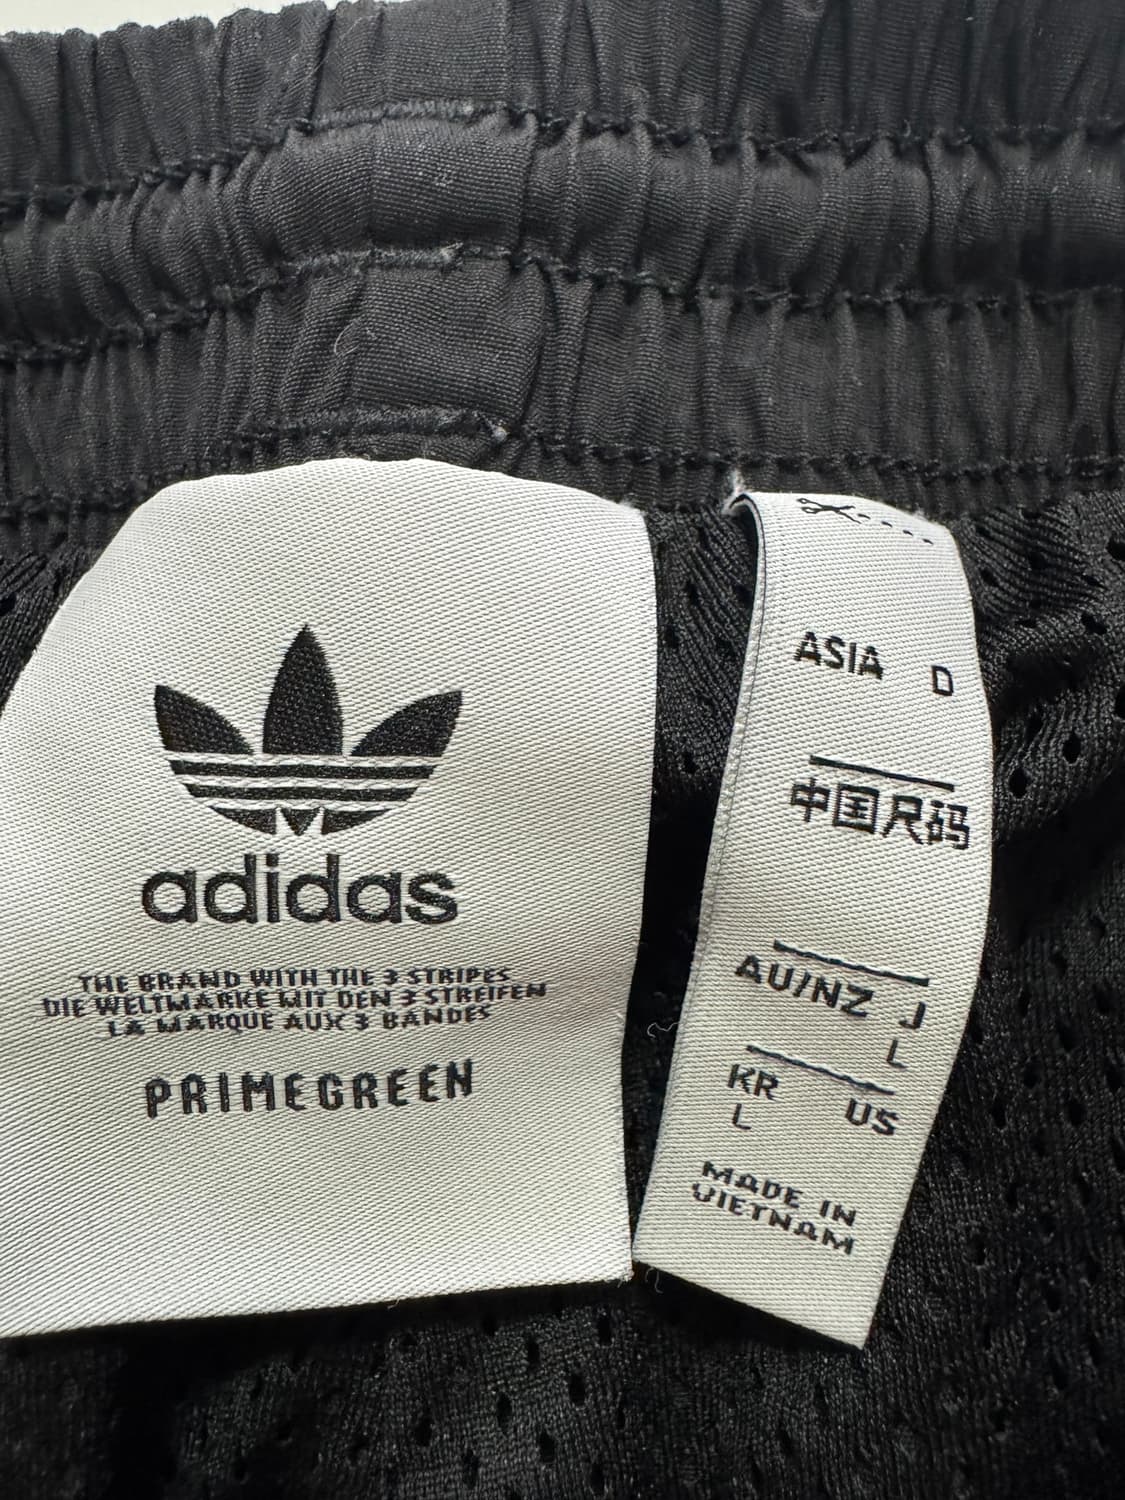 adidas
THE BRAND WITH THE 3 STRIPES
DIE WELTMARKE MIT DEN 3 STREIFEN
LA MARQUE AUX 3 BANDES
PRIMEGREEN
ASIA D
中国尺码
AU/NZ J
L
KR US
L
MADE IN
VIETNAM